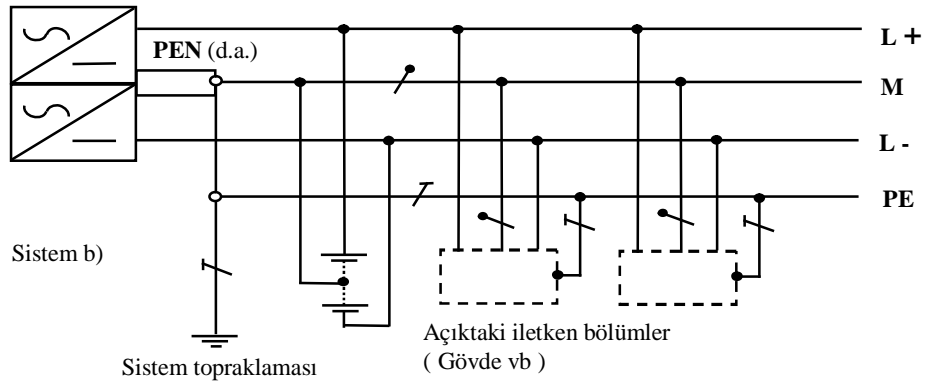 L +
PEN (d.a.)
M
L -
PE
Sistem b)
Açıktaki iletken bölümler
( Gövde vb )
Sistem topraklaması